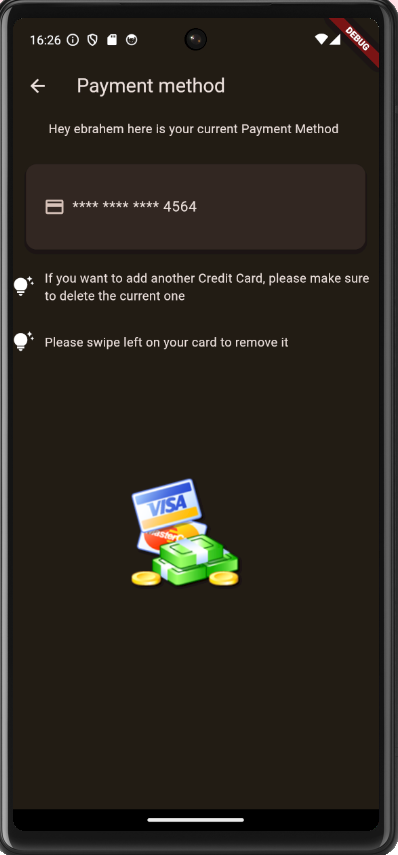 16:26
DEBUG
Payment method
Hey ebrahem here is your current Payment Method
**** **** **** 4564
If you want to add another Credit Card, please make sure
to delete the current one
Please swipe left on your card to remove it
VISA